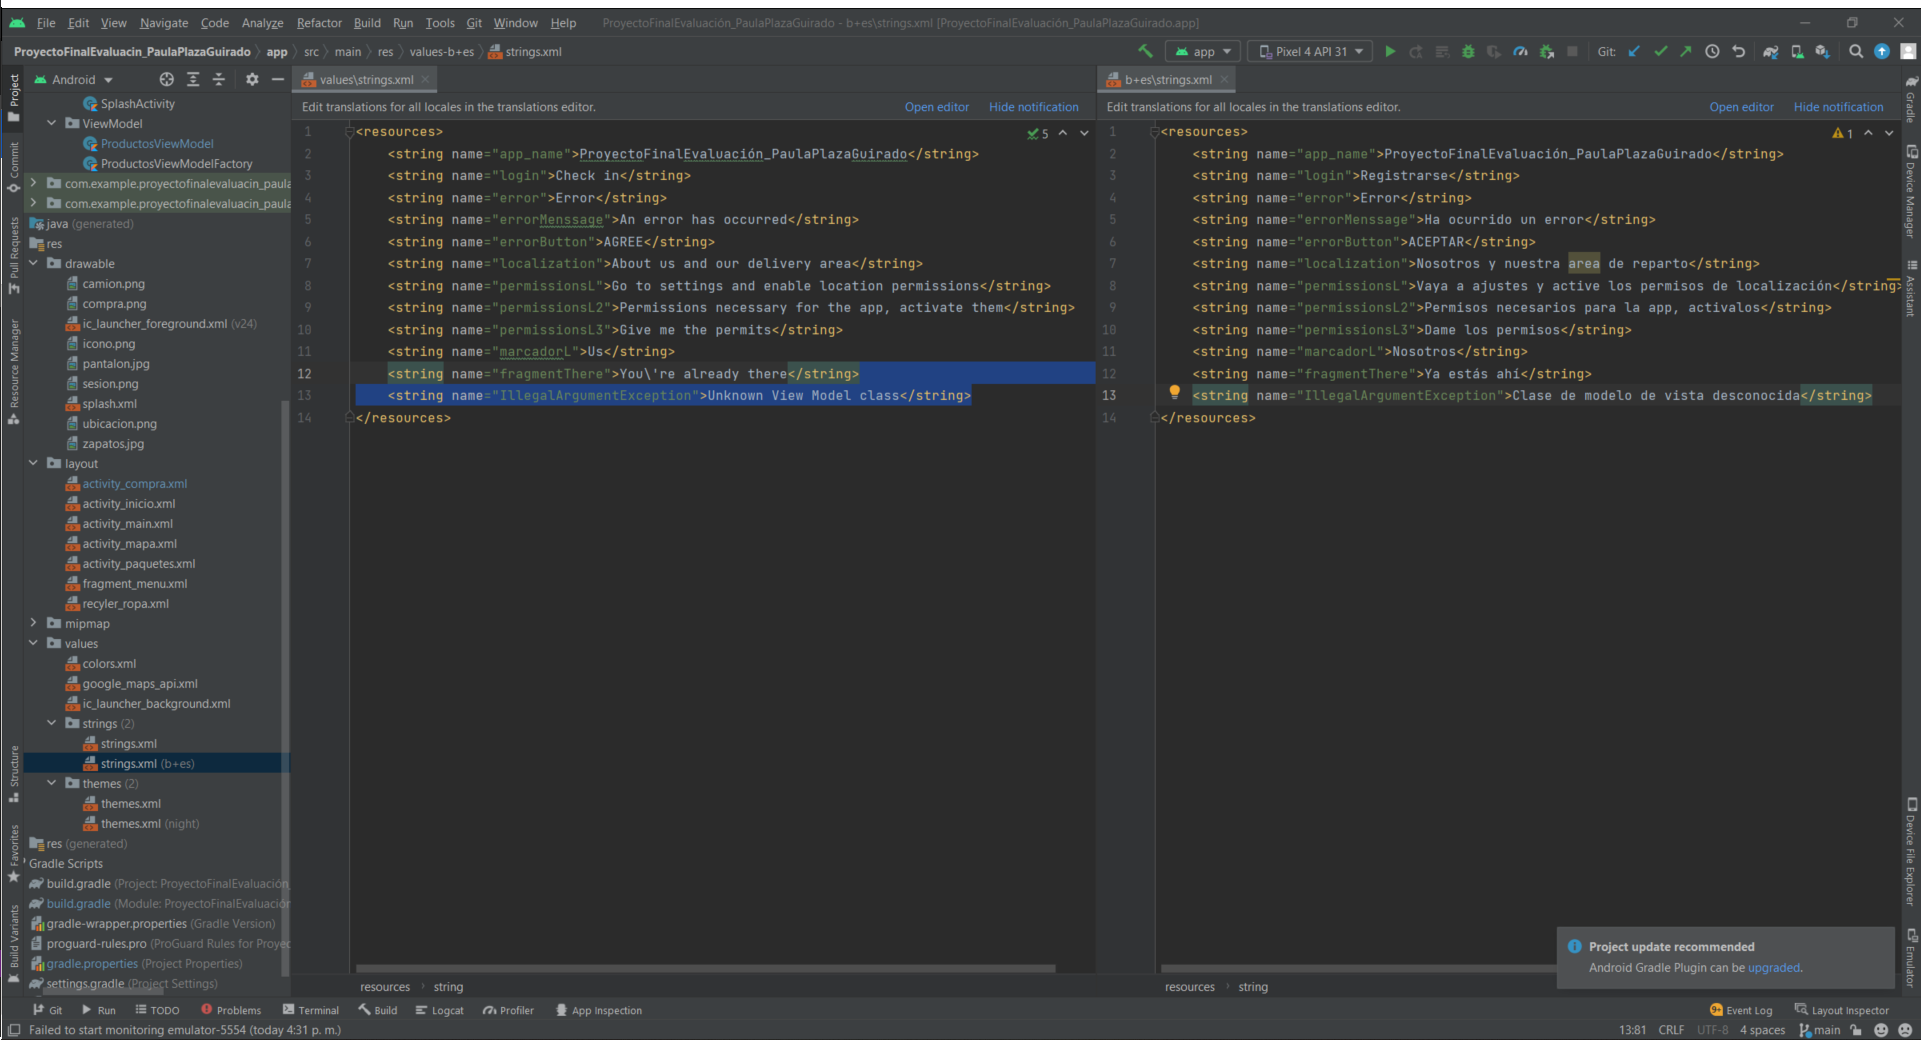 File Edit View Navigate Code Analyze Refactor Build Run Tools Git Window Help ProyectoFinalEvaluación_PaulaPlazaGuirado - b+es\strings.xml [ProyectoFinalEvaluación_PaulaPlazaGuirado.app]
ProyectoFinalEvaluacin_PaulaPlazaGuirado app src main res values-b+es strings.xml app Pixel 4 API 31 Git:
Project
Commit
Pull Requests
Resource Manager
Structure
Favorites
Build Variants
Android
SplashActivity
ViewModel
ProductosViewModel
ProductosViewModelFactory
com.example.proyectofinalevaluacin_paula
com.example.proyectofinalevaluacin_paula
java (generated)
res
drawable
camion.png
compra.png
ic_launcher_foreground.xml (v24)
icono.png
pantalon.jpg
sesion.png
splash.xml
ubicacion.png
zapatos.jpg
layout
activity_compra.xml
activity_inicio.xml
activity_main.xml
activity_mapa.xml
activity_paquetes.xml
fragment_menu.xml
recyler_ropa.xml
mipmap
values
colors.xml
google_maps_api.xml
ic_launcher_background.xml
strings (2)
strings.xml
strings.xml (b+es)
themes (2)
themes.xml
themes.xml (night)
res (generated)
Gradle Scripts
build.gradle (Project: ProyectoFinalEvaluación_
build.gradle (Module: ProyectoFinalEvaluación
gradle-wrapper.properties (Gradle Version)
proguard-rules.pro (ProGuard Rules for Proyec
gradle.properties (Project Properties)
settings.gradle (Project Settings)
values\strings.xml
Edit translations for all locales in the translations editor. Open editor Hide notification
5
1 <resources>
2 <string name="app_name">ProyectoFinalEvaluación_PaulaPlazaGuirado</string>
3 <string name="login">Check in</string>
4 <string name="error">Error</string>
5 <string name="errorMenssage">An error has occurred</string>
6 <string name="errorButton">AGREE</string>
7 <string name="localization">About us and our delivery area</string>
8 <string name="permissionsL">Go to settings and enable location permissions</string>
9 <string name="permissionsL2">Permissions necessary for the app, activate them</string>
10 <string name="permissionsL3">Give me the permits</string>
11 <string name="marcadorL">Us</string>
12 <string name="fragmentThere">You\'re already there</string>
13 <string name="IllegalArgumentException">Unknown View Model class</string>
14 </resources>
resources string
b+es\strings.xml
Edit translations for all locales in the translations editor. Open editor Hide notification
1
1 <resources>
2 <string name="app_name">ProyectoFinalEvaluación_PaulaPlazaGuirado</string>
3 <string name="login">Registrarse</string>
4 <string name="error">Error</string>
5 <string name="errorMenssage">Ha ocurrido un error</string>
6 <string name="errorButton">ACEPTAR</string>
7 <string name="localization">Nosotros y nuestra area de reparto</string>
8 <string name="permissionsL">Vaya a ajustes y active los permisos de localización</string>
9 <string name="permissionsL2">Permisos necesarios para la app, activalos</string>
10 <string name="permissionsL3">Dame los permisos</string>
11 <string name="marcadorL">Nosotros</string>
12 <string name="fragmentThere">Ya estás ahí</string>
13 <string name="IllegalArgumentException">Clase de modelo de vista desconocida</string>
14 </resources>
resources string
Gradle
Device Manager
Assistant
Device File Explorer
Emulator
Project update recommended
Android Gradle Plugin can be upgraded.
Git Run TODO Problems Terminal Build Logcat Profiler App Inspection 9+ Event Log Layout Inspector
Failed to start monitoring emulator-5554 (today 4:31 p. m.) 13:81 CRLF UTF-8 4 spaces main